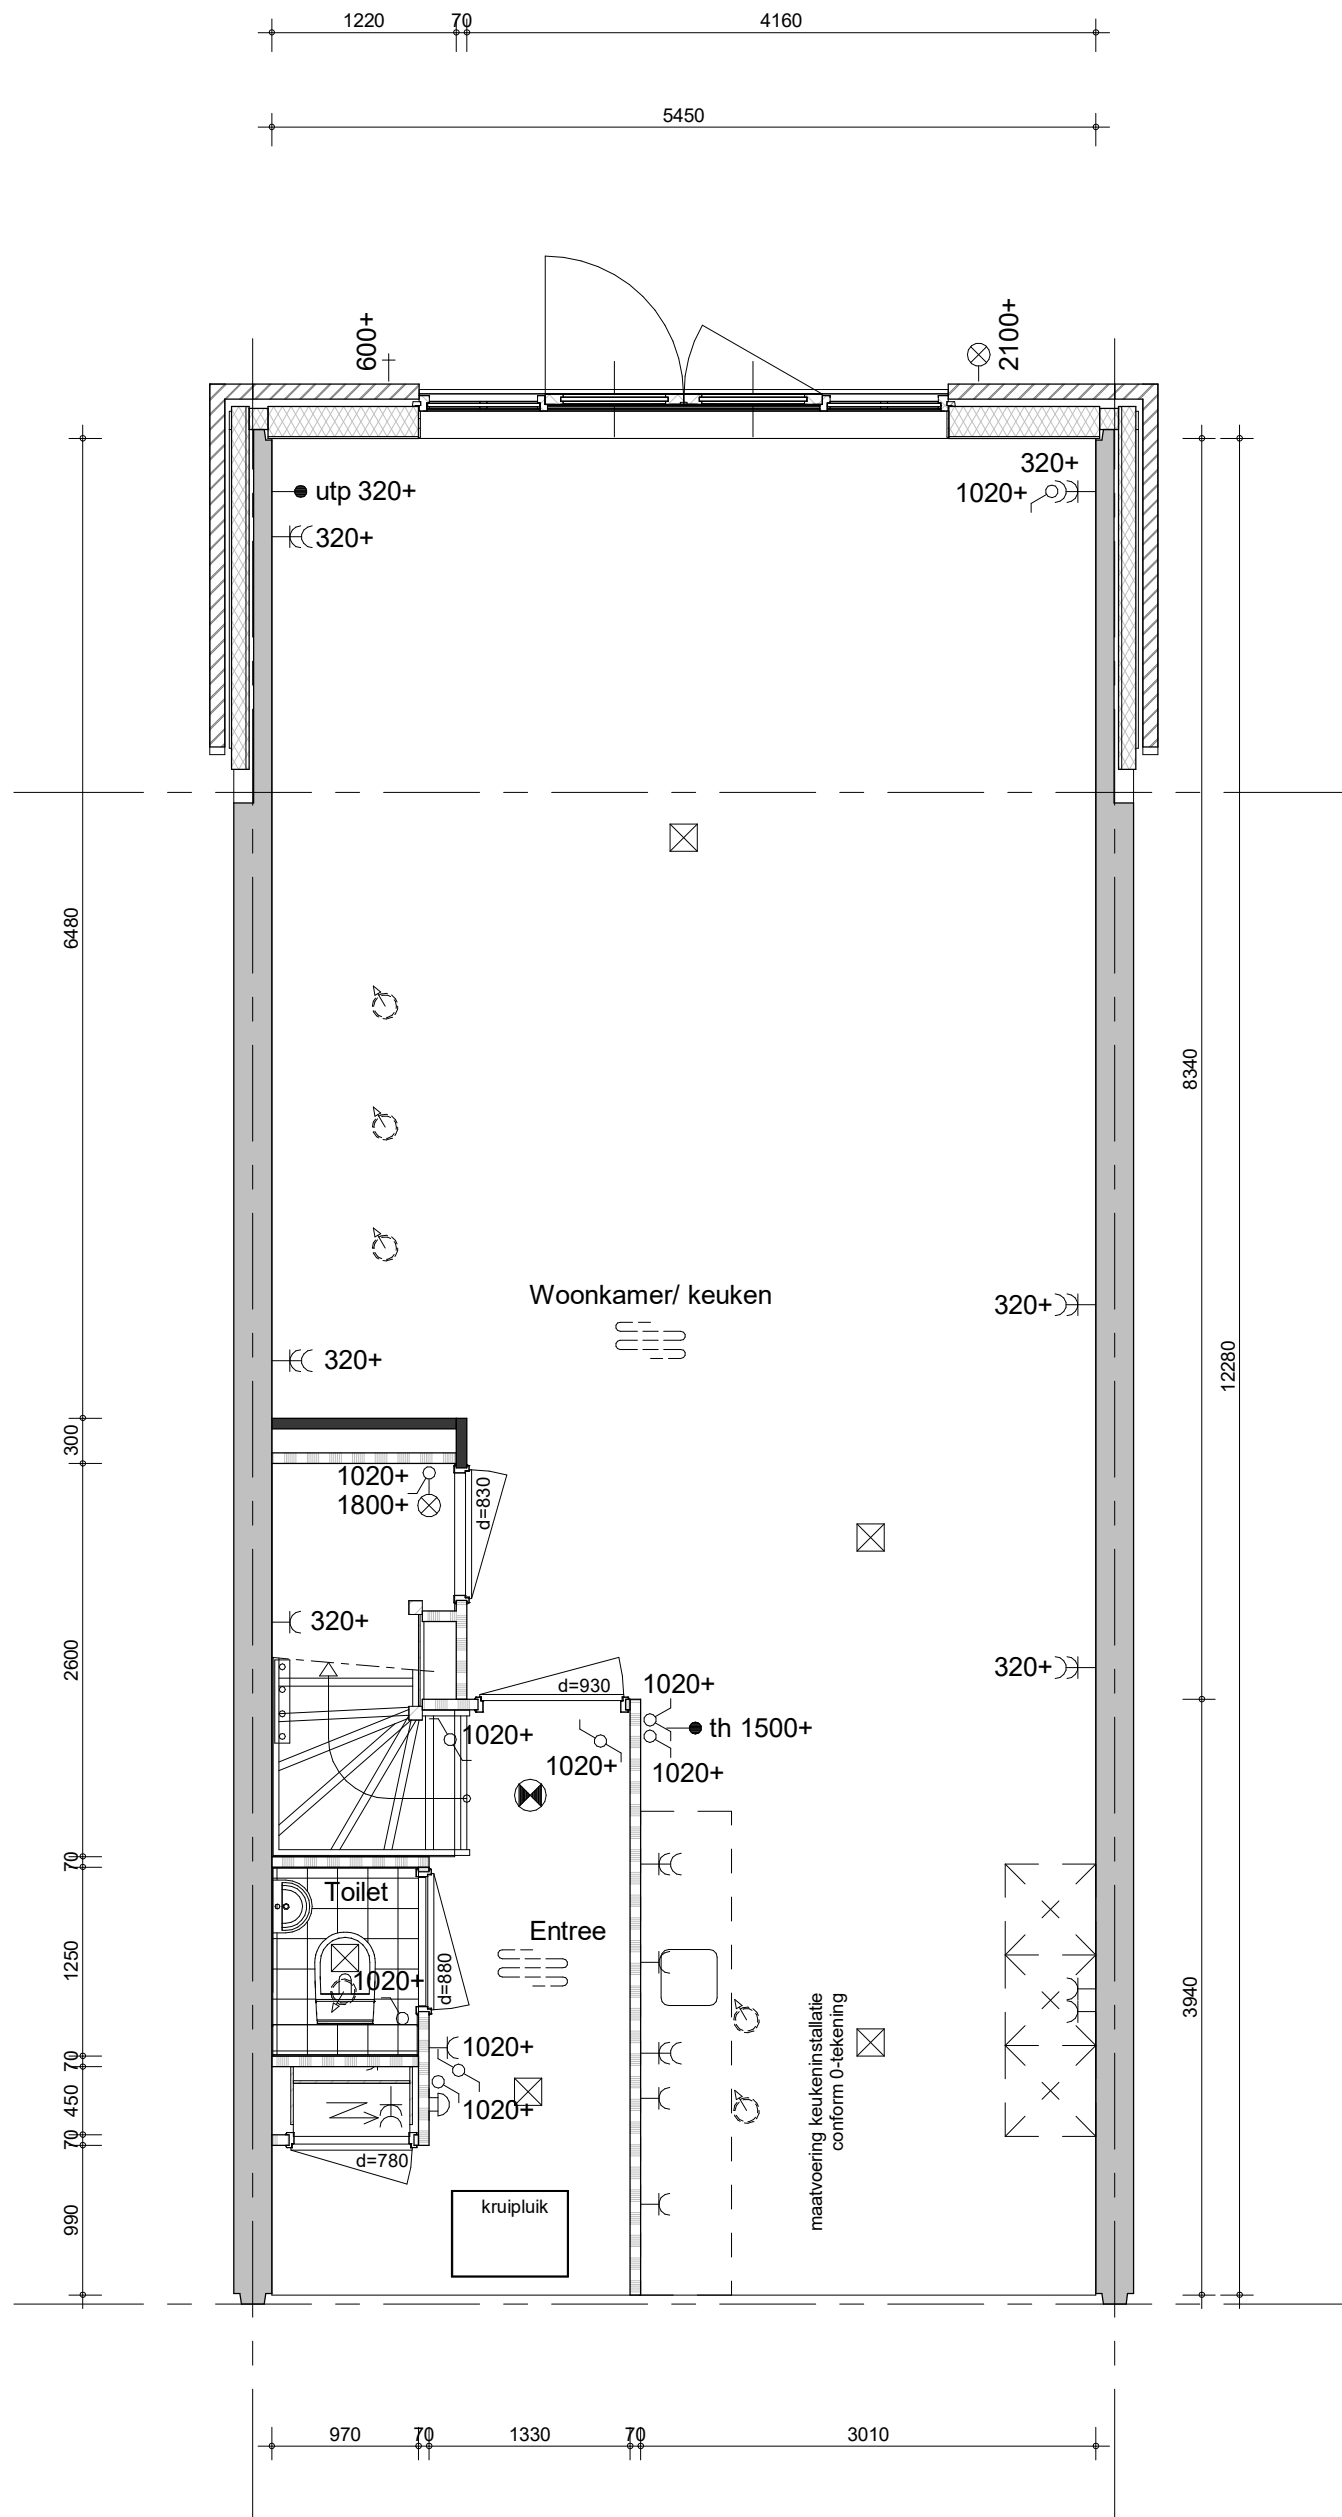 1220 70 4160
5450
600+
2100+
utp 320+
320+
320+
1020+
6480
8340
12280
Woonkamer/ keuken
320+
320+
300
1020+
1800+
d=830
320+
2600
320+
d=930
1020+
1020+
1020+
th 1500+
1020+
70
Toilet
1250
Entree
1020+
d=880
maatvoering keukeninstallatie
conform 0-tekening
3940
70
1020+
450
1020+
70
d=780
990
kruipluik
970 70 1330 70 3010